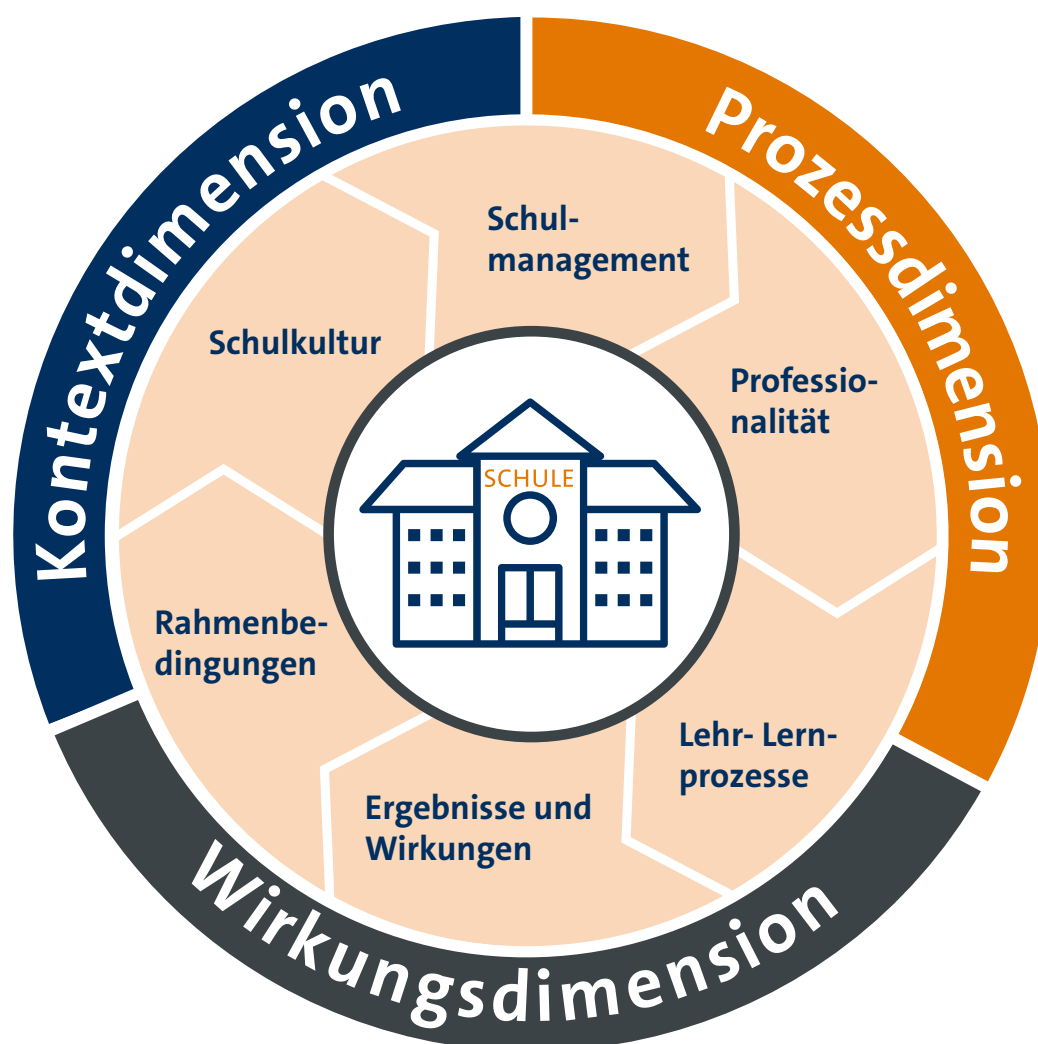 Kontextdimension
Prozessdimension
Schul-
management
Schulkultur
Professio-
nalität
SCHULE
Rahmenbe-
dingungen
Lehr- Lern-
prozesse
Ergebnisse und
Wirkungen
Wirkungsdimension